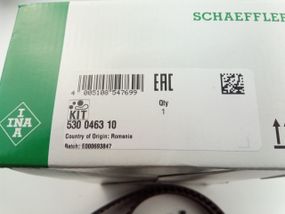 SCHAEFFLER
4 005108 547699
EAC
Qty
1
KIT
530 0463 10
Country of Origin: Romania
Batch: E000693847
INA